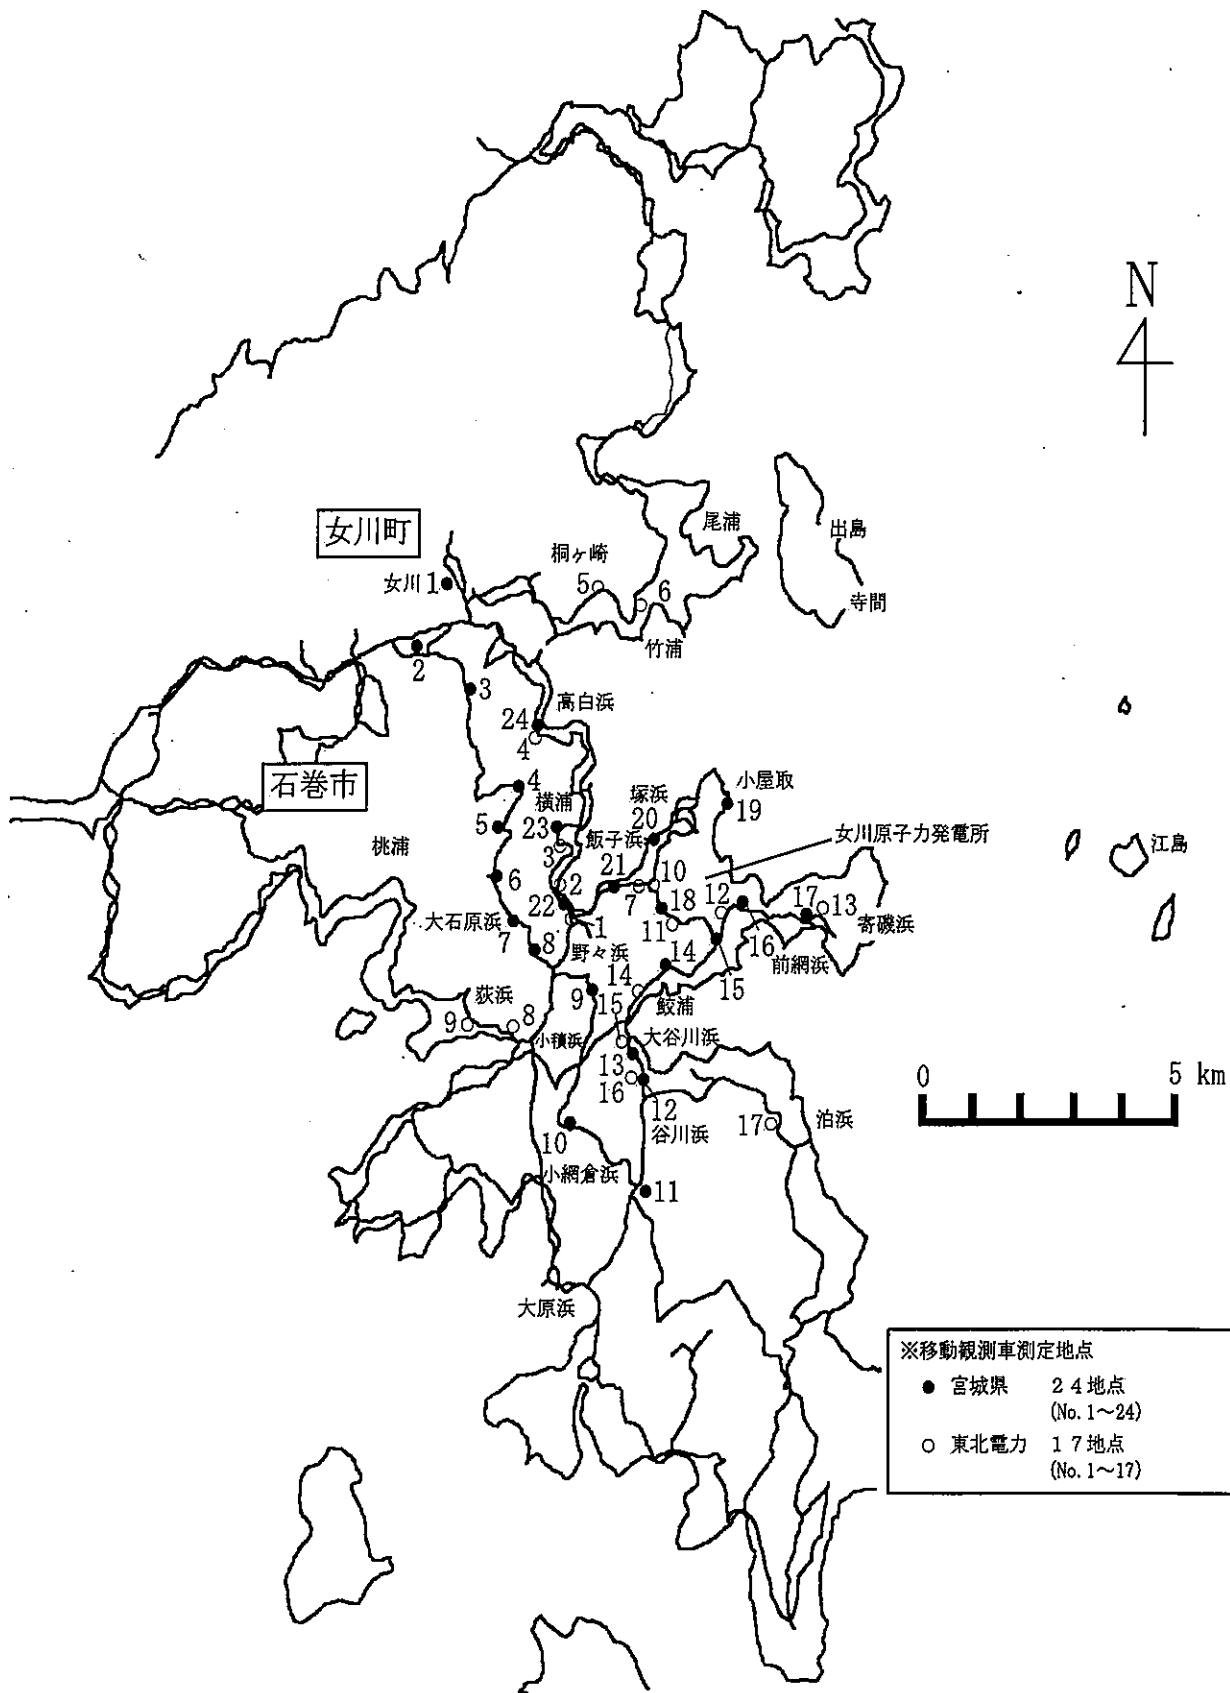 N
女川町
尾浦
出島
桐ヶ崎
女川 1
5
6
寺間
竹浦
2
3
高白浜
24
4
石巻市
4
横浦
塚浜
小屋取
19
5
23
20
桃浦
飯子浜
女川原子力発電所
江島
3
6
2
21
7
10
大石原浜
22
18
12
17
13
7
8
1
11
16
寄磯浜
野々浜
14
15
前網浜
9
14
鮫浦
荻浜
15
9
8
小積浜
大谷川浜
13
16
12
0
5 km
10
谷川浜
17
泊浜
小網倉浜
11
大原浜
※移動観測車測定地点
● 宮城県 24地点
(No. 1～24)
○ 東北電力 17地点
(No. 1～17)